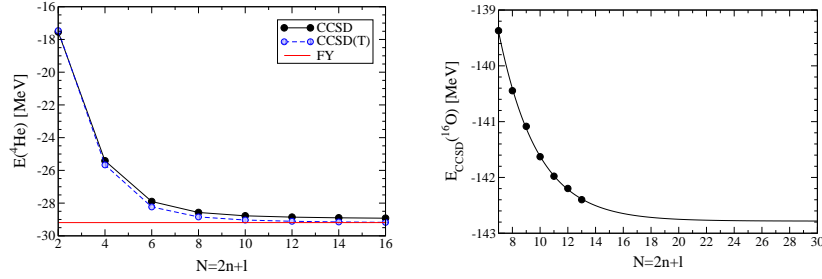 -16
-18
-20
-22
-24
-26
-28
-30
E(⁴He) [MeV]
2 4 6 8 10 12 14 16
N=2n+l
CCSD
CCSD(T)
FY
-139
-140
-141
-142
-143
E_CCSD(¹⁶O) [MeV]
8 10 12 14 16 18 20 22 24 26 28 30
N=2n+l